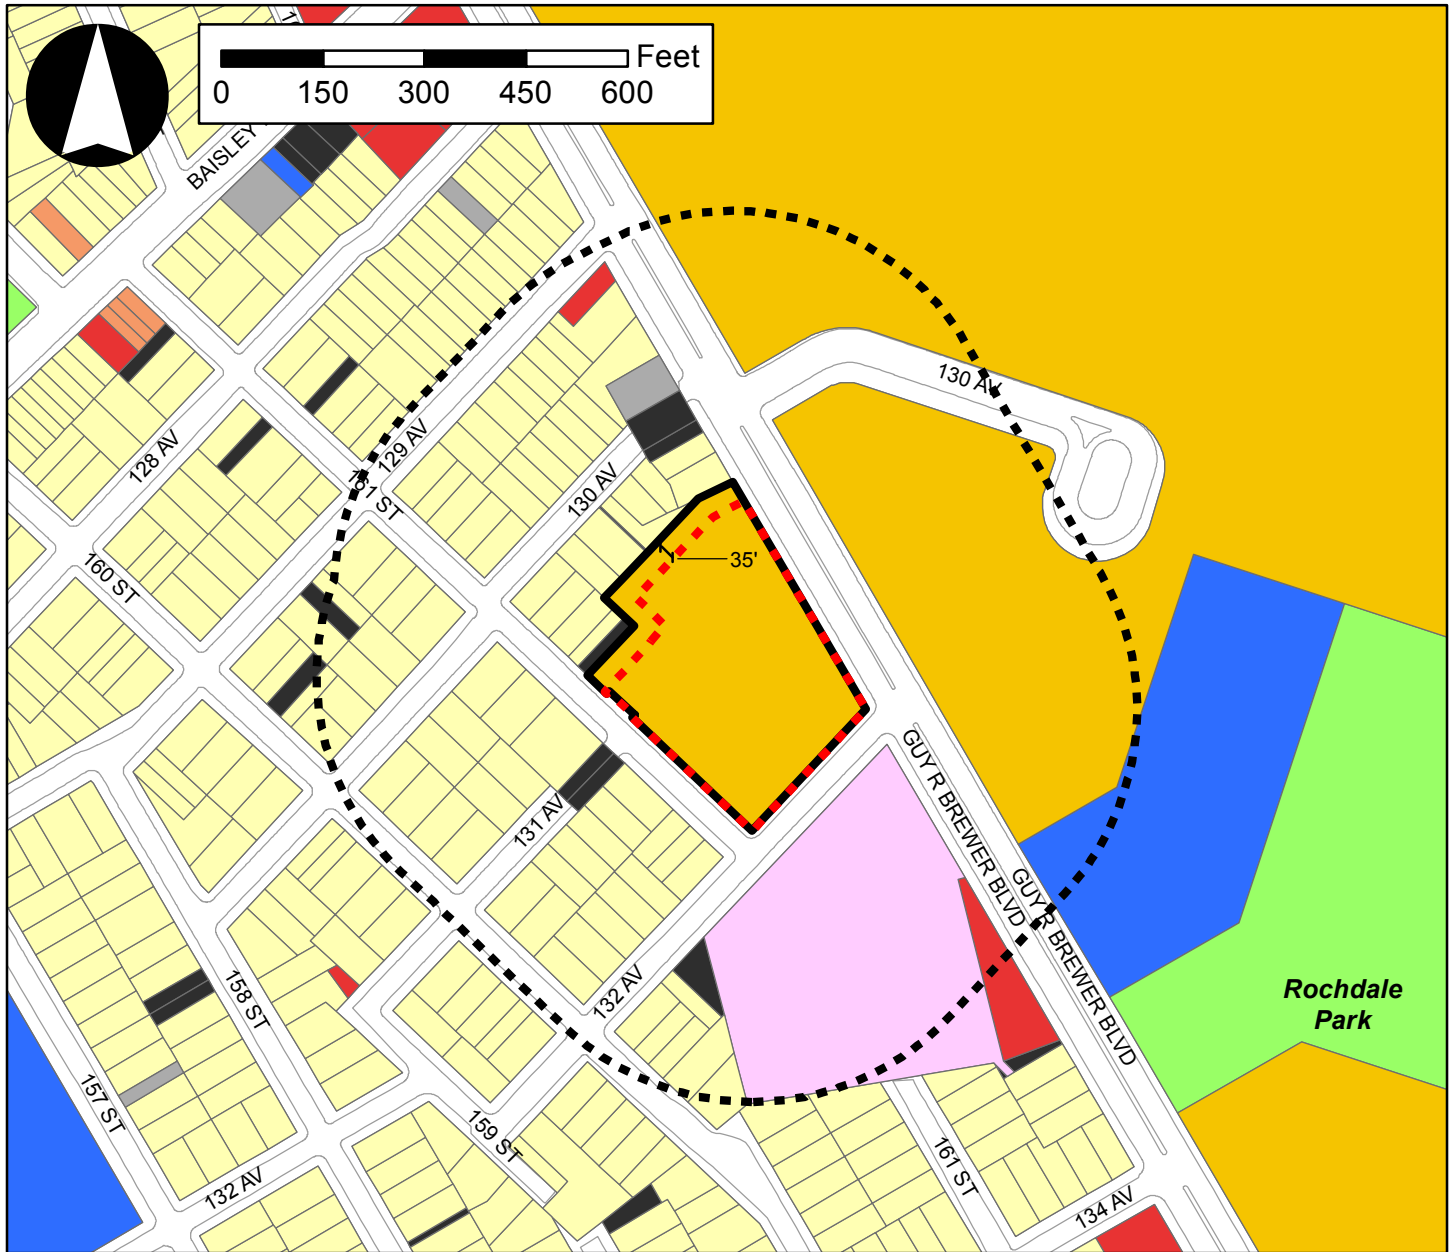 Feet
0 150 300 450 600
BAISLEY
130 AV
129 AV
128 AV
161 ST
130 AV
35'
160 ST
GUY R BREWER BLVD
131 AV
GUY R BREWER BLVD
132 AV
158 ST
Rochdale
Park
157 ST
159 ST
161 ST
132 AV
134 AV